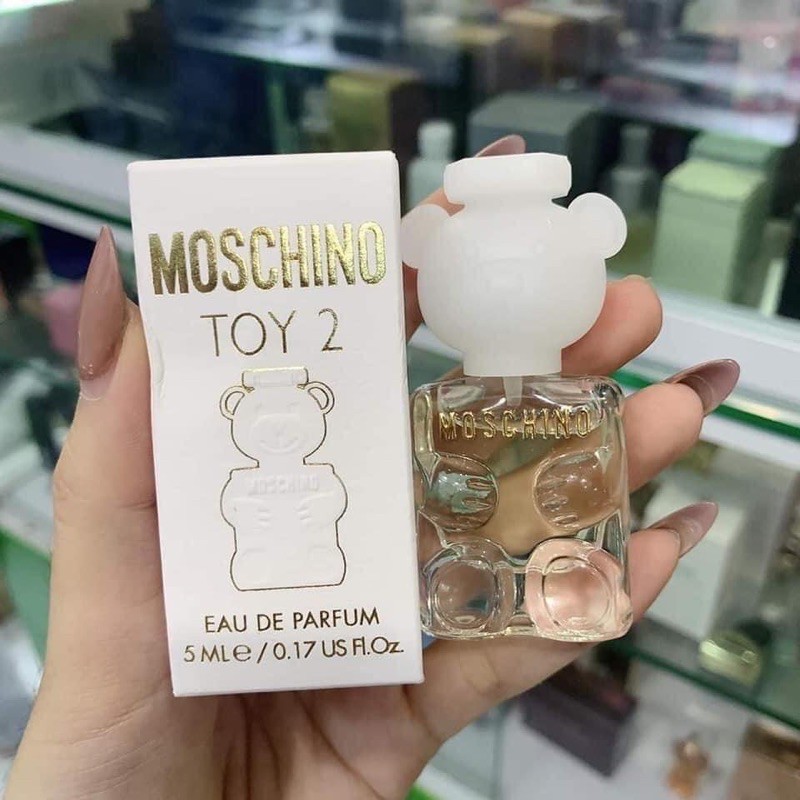 MOSCHINO
TOY 2
MOSCHINO
EAU DE PARFUM
5 MLe / 0.17 US Fl.Oz.
MOSCHINO